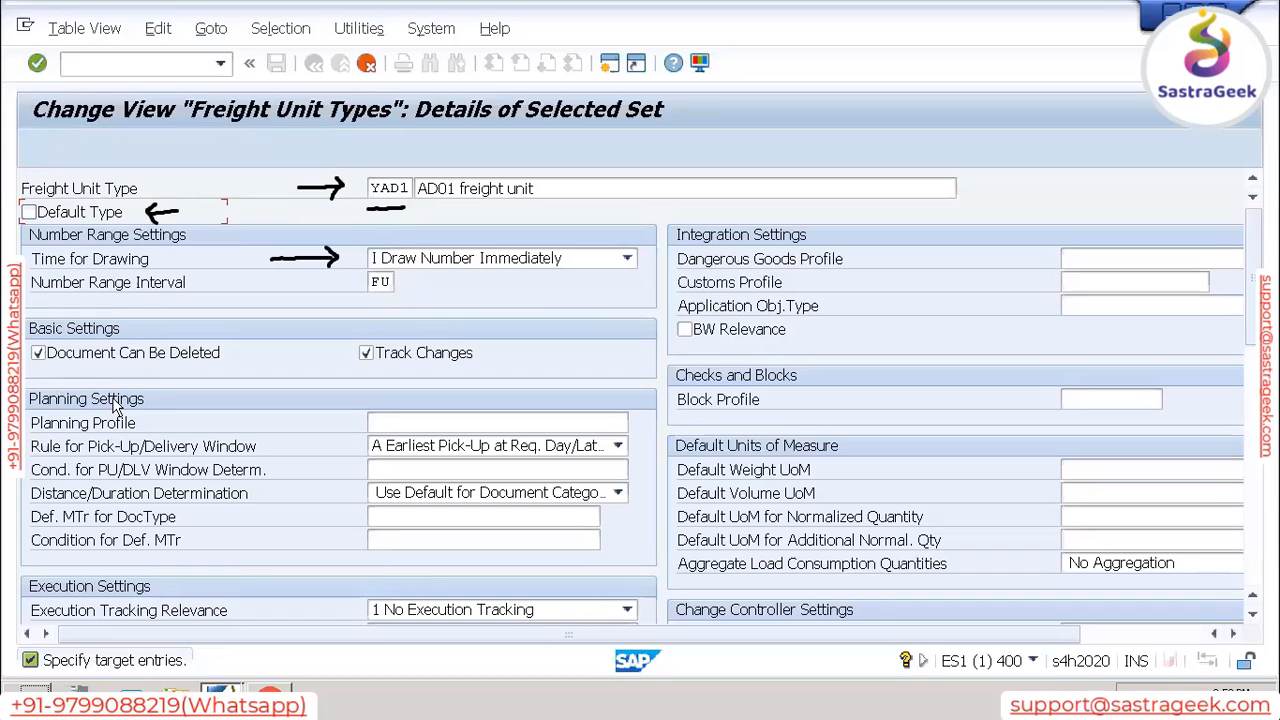 Table View Edit Goto Selection Utilities System Help
SastraGeek
Change View "Freight Unit Types": Details of Selected Set
Freight Unit Type YAD1 AD01 freight unit
Default Type
Number Range Settings
Time for Drawing I Draw Number Immediately
Number Range Interval FU
Basic Settings
Document Can Be Deleted Track Changes
Planning Settings
Planning Profile
Rule for Pick-Up/Delivery Window A Earliest Pick-Up at Req. Day/Lat...
Cond. for PU/DLV Window Determ.
Distance/Duration Determination Use Default for Document Catego...
Def. MTr for DocType
Condition for Def. MTr
Execution Settings
Execution Tracking Relevance 1 No Execution Tracking
Integration Settings
Dangerous Goods Profile
Customs Profile
Application Obj.Type
BW Relevance
Checks and Blocks
Block Profile
Default Units of Measure
Default Weight UoM
Default Volume UoM
Default UoM for Normalized Quantity
Default UoM for Additional Normal. Qty
Aggregate Load Consumption Quantities No Aggregation
Change Controller Settings
Specify target entries.
SAP
ES1 (1) 400 s4h2020 INS
+91-9799088219(Whatsapp)
support@sastrageek.com
+91-9799088219(Whatsapp)
support@sastrageek.com